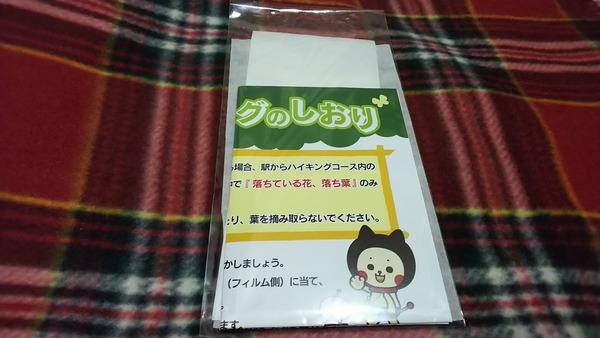 グのしおり
場合、駅からハイキングコース内の
で『落ちている花、落ち葉』のみ
たり、葉を摘み取らないでください。
かしましょう。
（フィルム側）に当て、
。
ます。